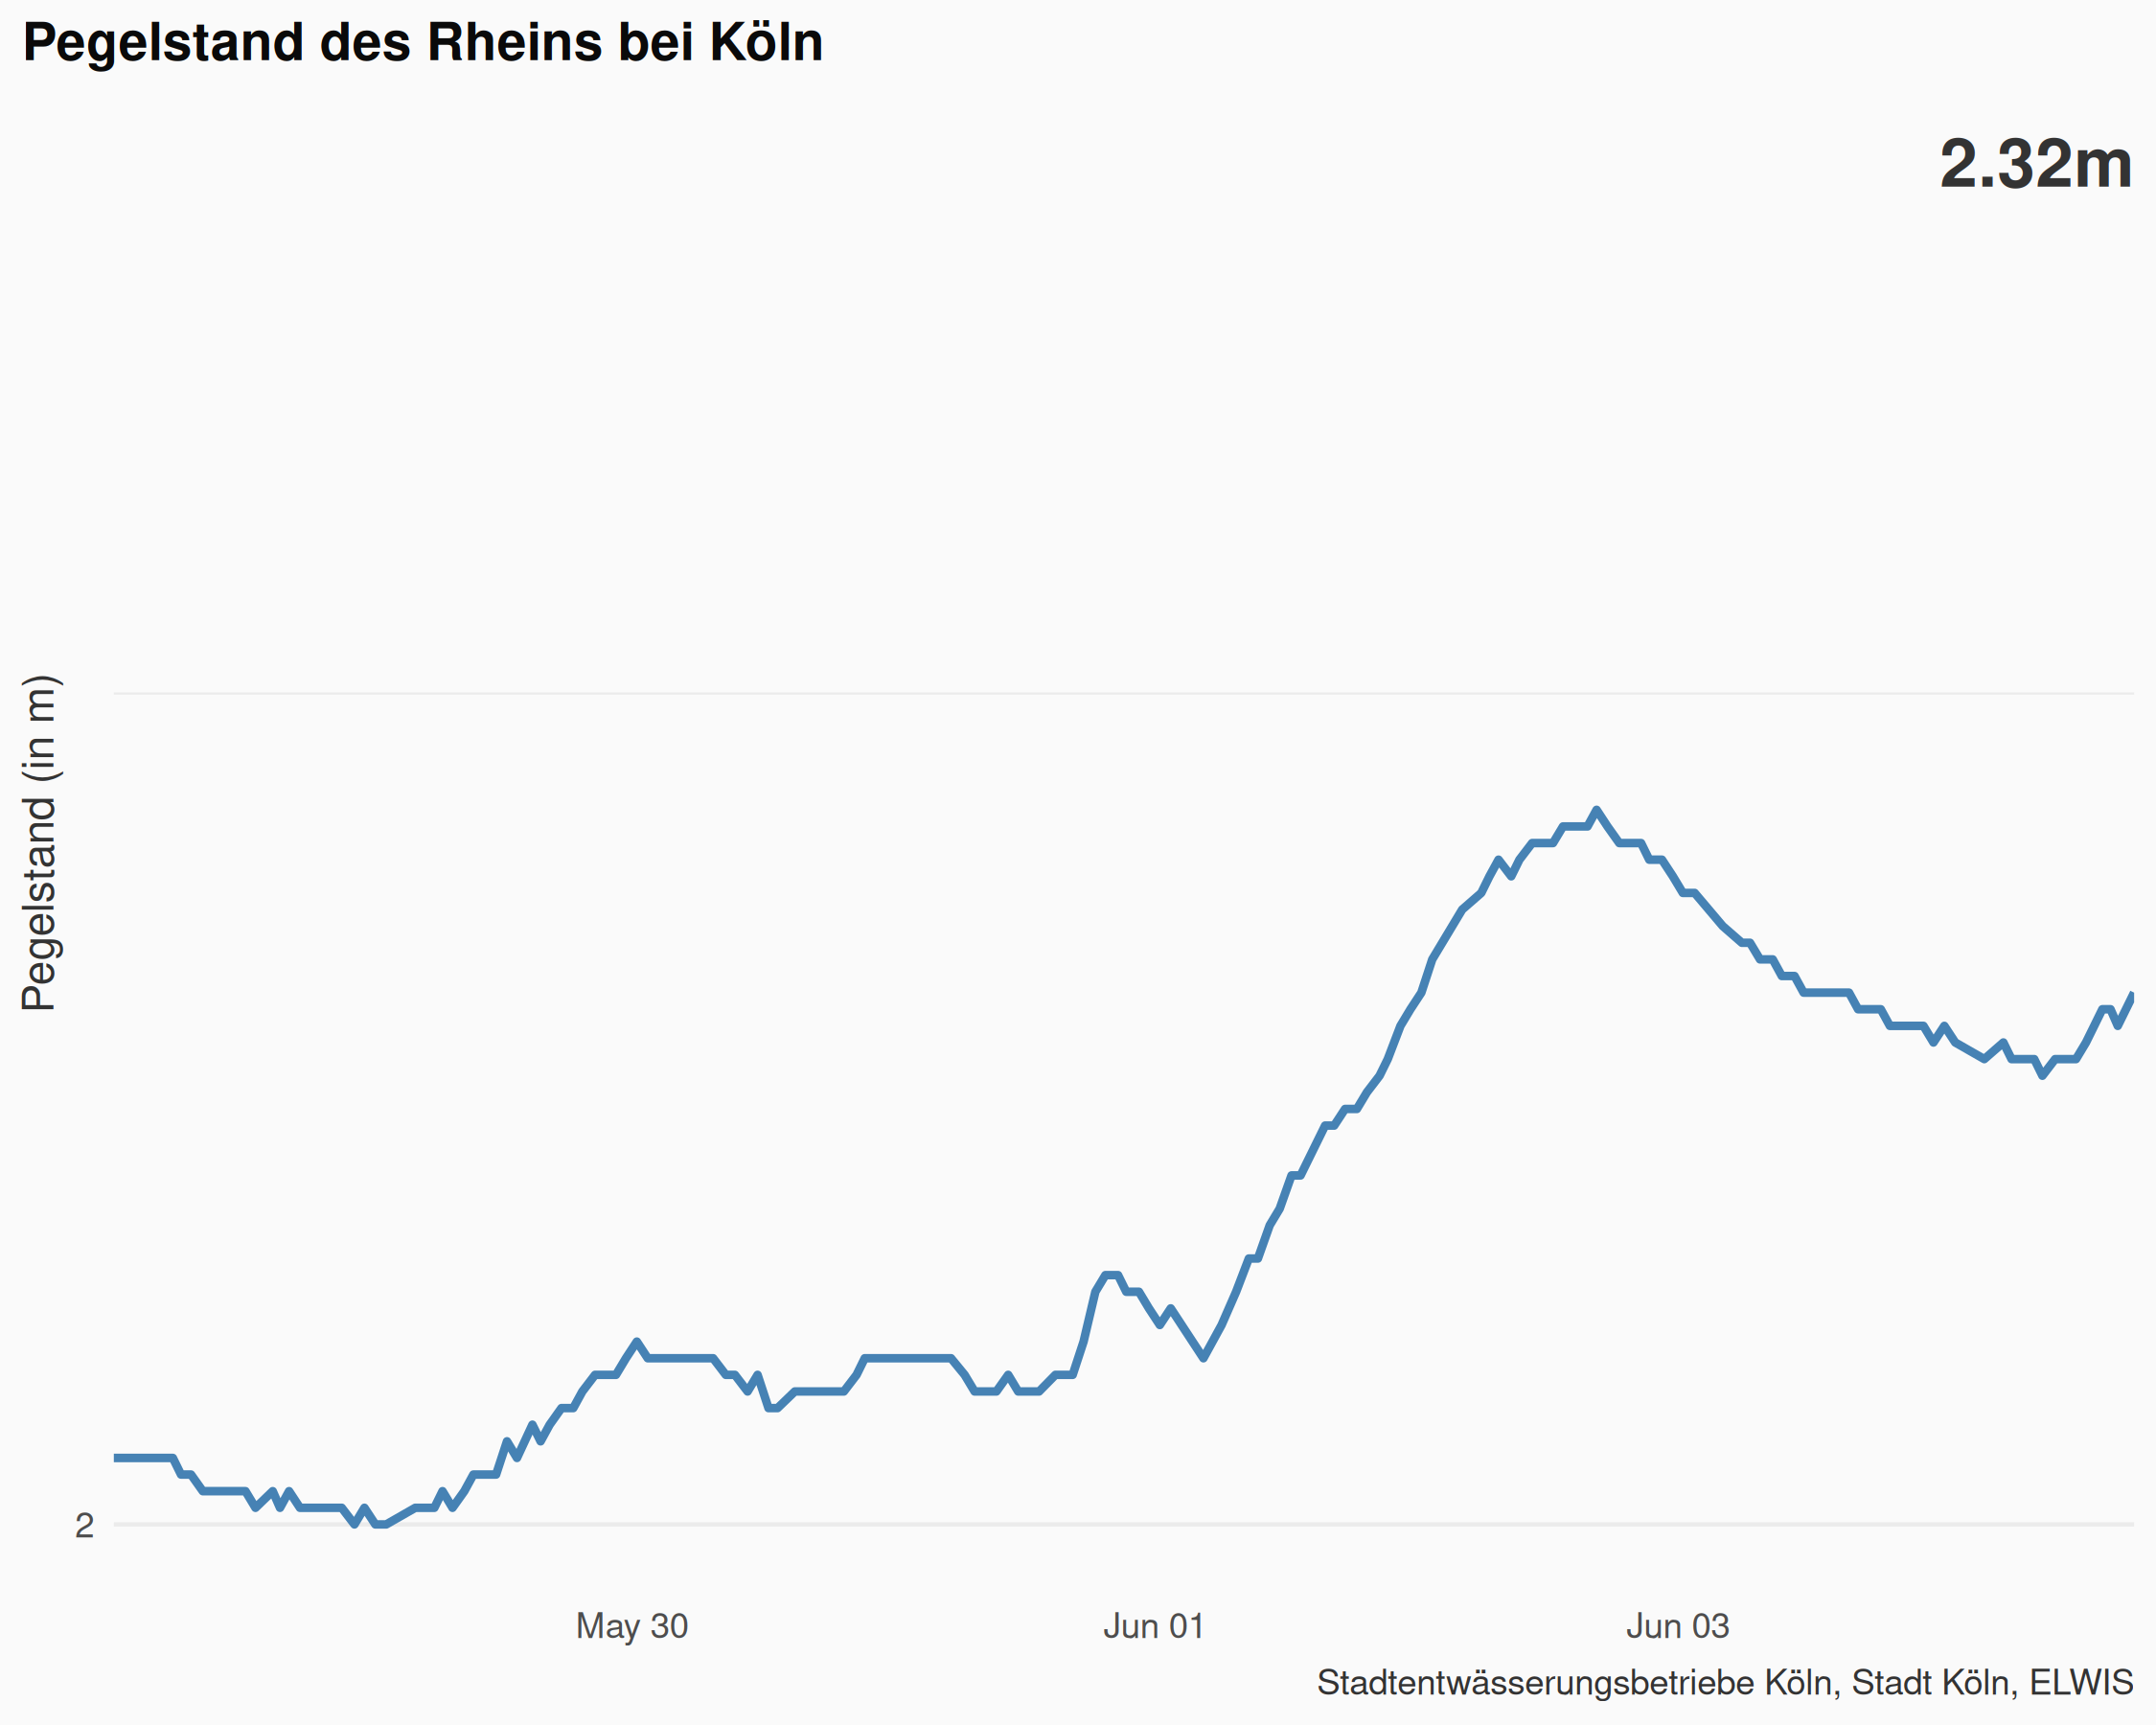 Pegelstand des Rheins bei Köln
2.32m
Pegelstand (in m)
2
May 30
Jun 01
Jun 03
Stadtentwässerungsbetriebe Köln, Stadt Köln, ELWIS